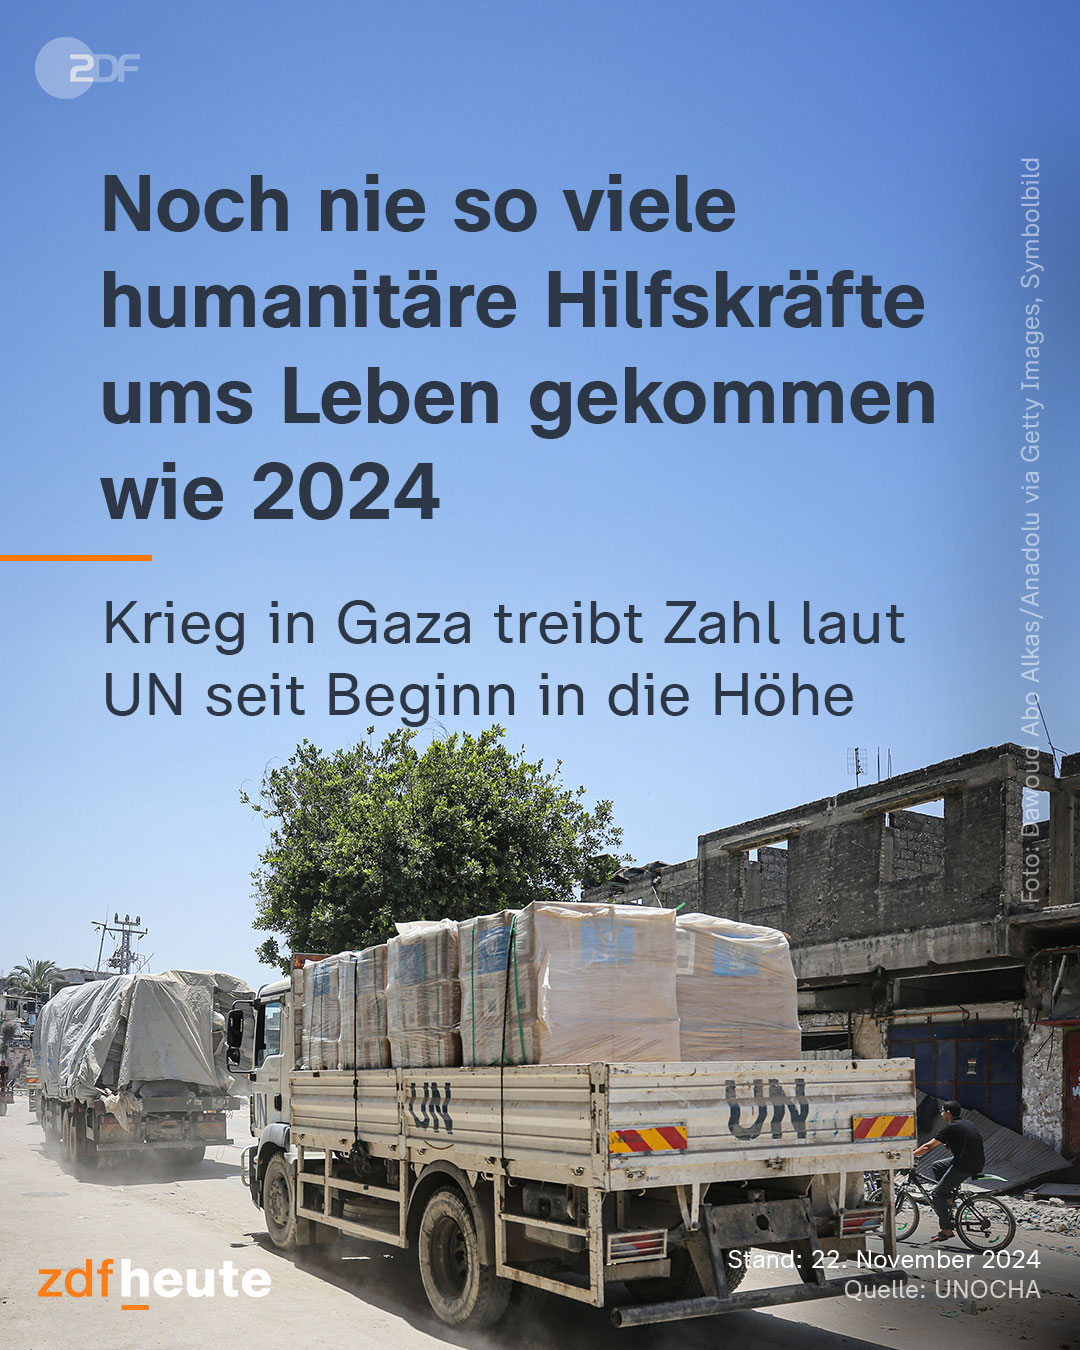 ZDF
Noch nie so viele
humanitäre Hilfskräfte
ums Leben gekommen
wie 2024
Krieg in Gaza treibt Zahl laut
UN seit Beginn in die Höhe
Foto: Dawoud Abo Alkas/Anadolu via Getty Images, Symbolbild
UN
UN
zdfheute
Stand: 22. November 2024
Quelle: UNOCHA